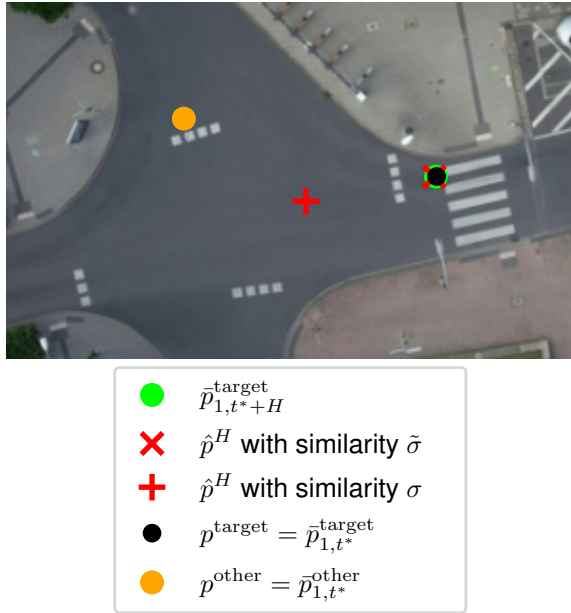 p̄^target_{1,t*+H}
p̂^H with similarity σ̃
p̂^H with similarity σ
p^target = p̄^target_{1,t*}
p^other = p̄^other_{1,t*}